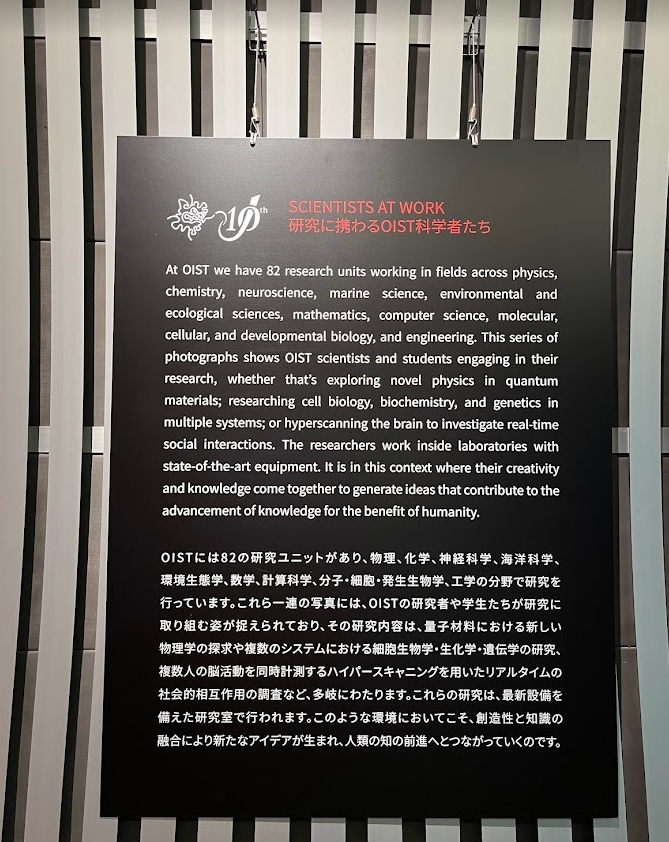 10th
SCIENTISTS AT WORK
研究に携わるOIST科学者たち
At OIST we have 82 research units working in fields across physics,
chemistry, neuroscience, marine science, environmental and
ecological sciences, mathematics, computer science, molecular,
cellular, and developmental biology, and engineering. This series of
photographs shows OIST scientists and students engaging in their
research, whether that's exploring novel physics in quantum
materials; researching cell biology, biochemistry, and genetics in
multiple systems; or hyperscanning the brain to investigate real-time
social interactions. The researchers work inside laboratories with
state-of-the-art equipment. It is in this context where their creativity
and knowledge come together to generate ideas that contribute to the
advancement of knowledge for the benefit of humanity.
OISTには82の研究ユニットがあり、物理、化学、神経科学、海洋科学、
環境生態学、数学、計算科学、分子・細胞・発生生物学、工学の分野で研究を
行っています。これら一連の写真には、OISTの研究者や学生たちが研究に
取り組む姿が捉えられており、その研究内容は、量子材料における新しい
物理学の探求や複数のシステムにおける細胞生物学・生化学・遺伝学の研究、
複数人の脳活動を同時計測するハイパースキャニングを用いたリアルタイムの
社会的相互作用の調査など、多岐にわたります。これらの研究は、最新設備を
備えた研究室で行われます。このような環境においてこそ、創造性と知識の
融合により新たなアイデアが生まれ、人類の知の前進へとつながっていくのです。